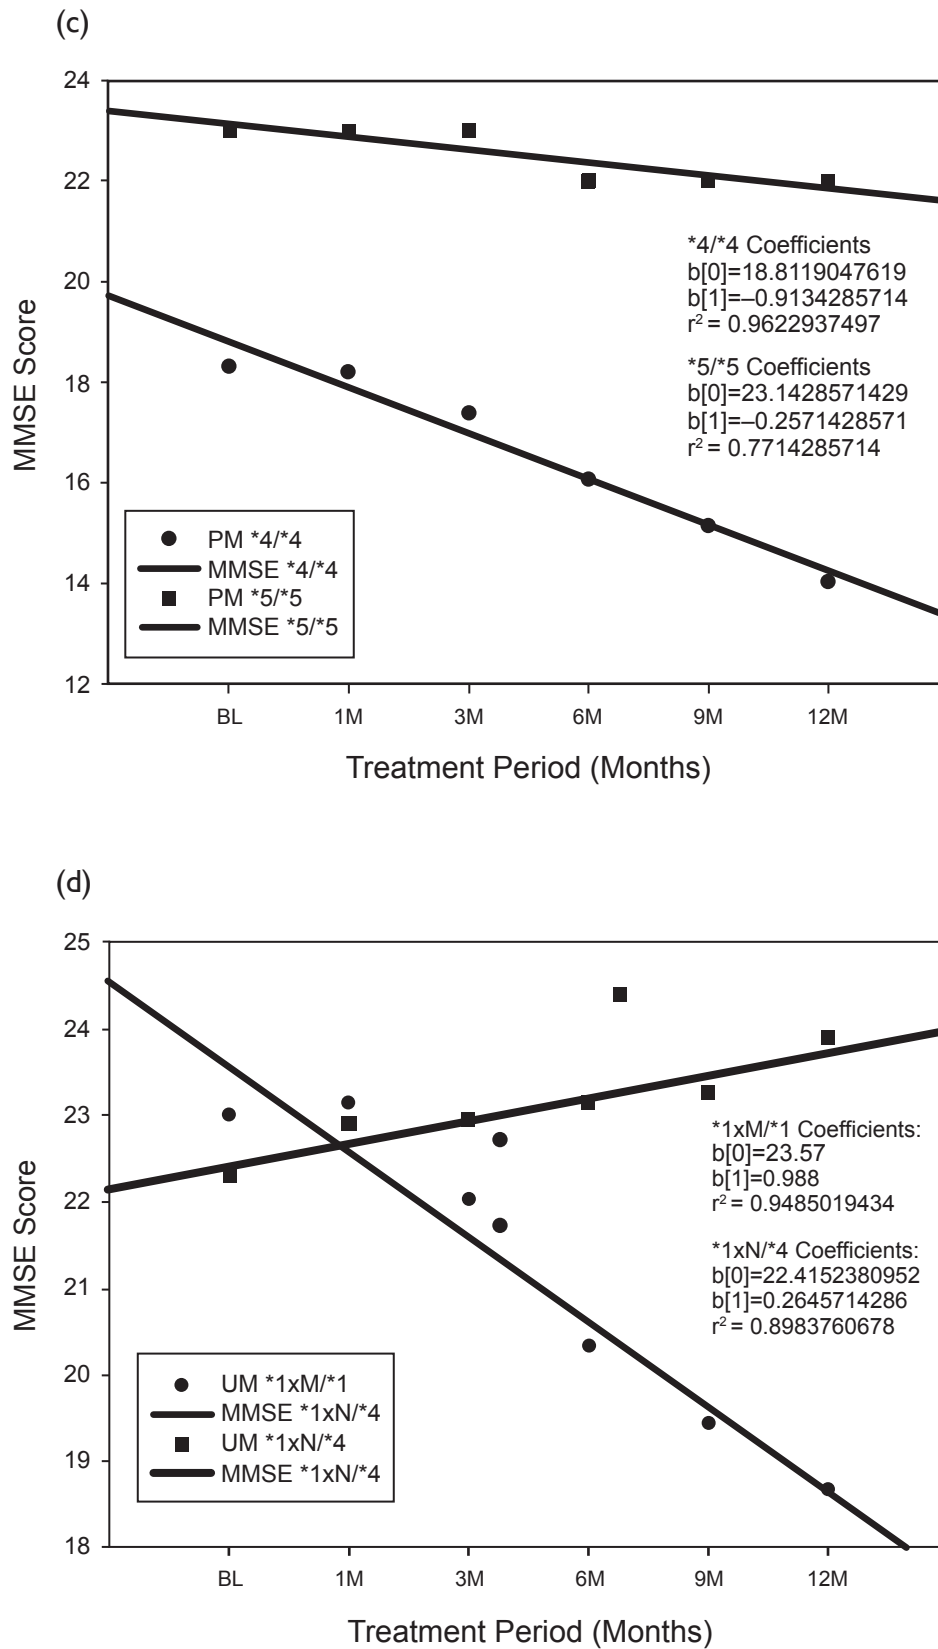 (c)
24
22
20
18
16
14
12
MMSE Score
*4/*4 Coefficients
b[0]=18.8119047619
b[1]=–0.9134285714
r² = 0.9622937497
*5/*5 Coefficients
b[0]=23.1428571429
b[1]=–0.2571428571
r² = 0.7714285714
PM *4/*4
MMSE *4/*4
PM *5/*5
MMSE *5/*5
BL 1M 3M 6M 9M 12M
Treatment Period (Months)
(d)
25
24
23
22
21
20
19
18
MMSE Score
*1xM/*1 Coefficients:
b[0]=23.57
b[1]=0.988
r² = 0.9485019434
*1xN/*4 Coefficients:
b[0]=22.4152380952
b[1]=0.2645714286
r² = 0.8983760678
UM *1xM/*1
MMSE *1xN/*4
UM *1xN/*4
MMSE *1xN/*4
BL 1M 3M 6M 9M 12M
Treatment Period (Months)